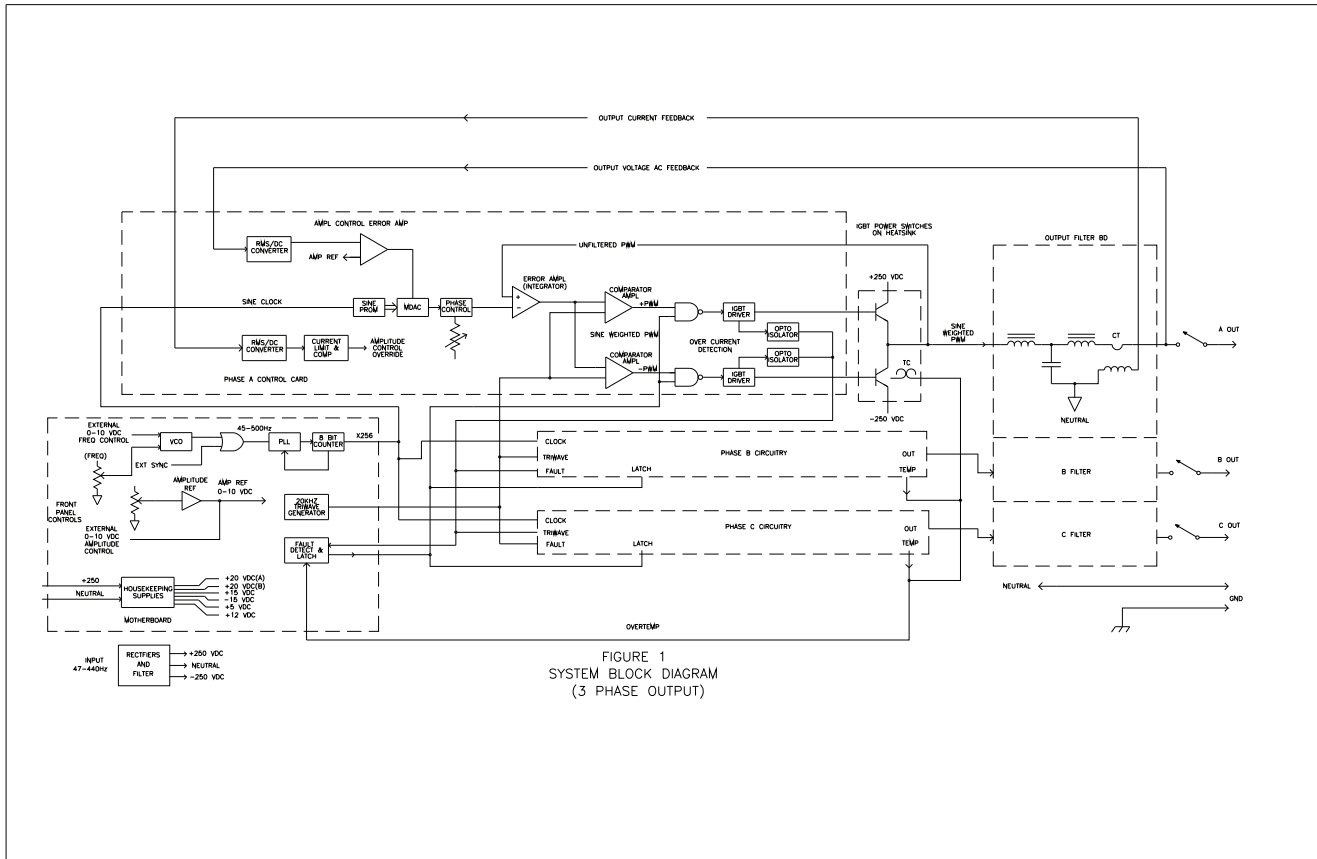 OUTPUT CURRENT FEEDBACK
OUTPUT VOLTAGE AC FEEDBACK
AMPL CONTROL ERROR AMP
RMS/DC
CONVERTER
AMP REF
UNFILTERED PWM
IGBT POWER SWITCHES
ON HEATSINK
OUTPUT FILTER BD
ERROR AMPL
(INTEGRATOR)
COMPARATOR
AMPL
+PWM
+250 VDC
SINE CLOCK
SINE
PROM
MDAC
PHASE
CONTROL
+
-
IGBT
DRIVER
OPTO
ISOLATOR
SINE WEIGHTED PWM
OVER CURRENT
DETECTION
SINE
WEIGHTED
PWM
CT
A OUT
RMS/DC
CONVERTER
CURRENT
LIMIT &
COMP
AMPLITUDE
CONTROL
OVERRIDE
COMPARATOR
AMPL
-PWM
OPTO
ISOLATOR
IGBT
DRIVER
TC
PHASE A CONTROL CARD
-250 VDC
NEUTRAL
EXTERNAL
0-10 VDC
FREQ CONTROL
VCO
45-500Hz
PLL
8 BIT
COUNTER
X256
(FREQ)
EXT SYNC
AMPLITUDE
REF
AMP REF
0-10 VDC
FRONT
PANEL
CONTROLS
EXTERNAL
0-10 VDC
AMPLITUDE
CONTROL
20KHZ
TRIWAVE
GENERATOR
FAULT
DETECT &
LATCH
CLOCK
TRIWAVE
FAULT
PHASE B CIRCUITRY
LATCH
OUT
TEMP
B FILTER
B OUT
CLOCK
TRIWAVE
FAULT
PHASE C CIRCUITRY
LATCH
OUT
TEMP
C FILTER
C OUT
+250
NEUTRAL
HOUSEKEEPING
SUPPLIES
+20 VDC(A)
+20 VDC(B)
+15 VDC
-15 VDC
+5 VDC
+12 VDC
MOTHERBOARD
NEUTRAL
GND
OVERTEMP
INPUT
47-440Hz
RECTFIERS
AND
FILTER
+250 VDC
NEUTRAL
-250 VDC
FIGURE 1
SYSTEM BLOCK DIAGRAM
(3 PHASE OUTPUT)